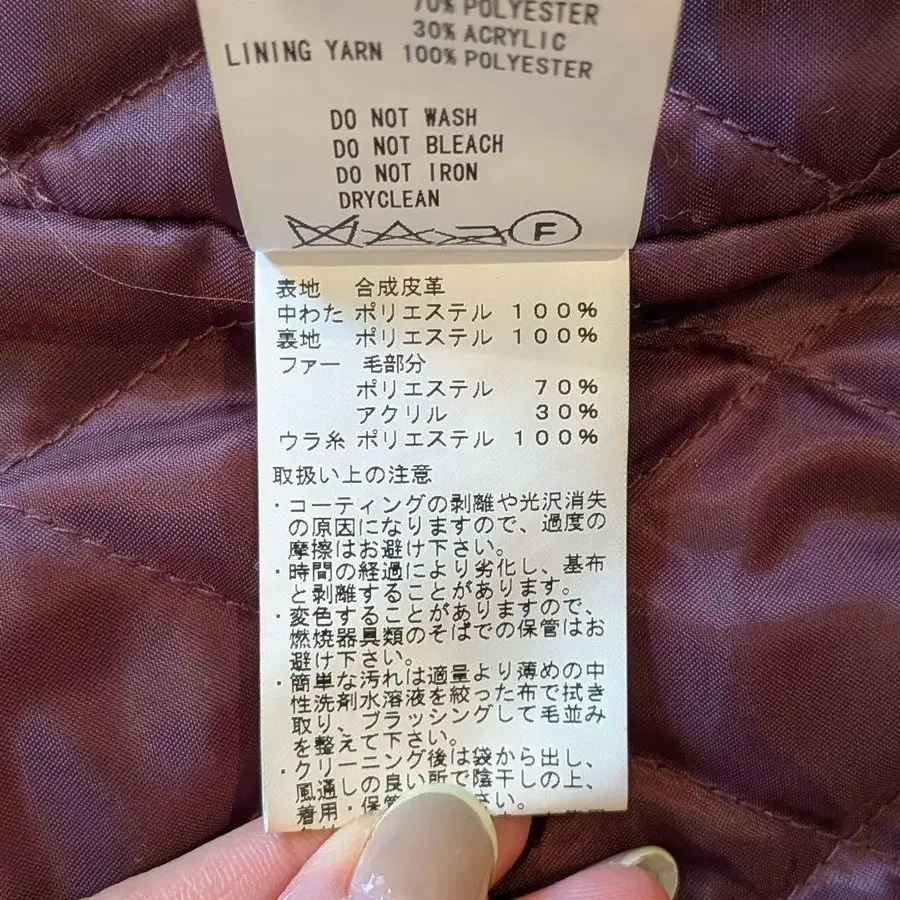 70% POLYESTER
30% ACRYLIC
LINING YARN 100% POLYESTER
DO NOT WASH
DO NOT BLEACH
DO NOT IRON
DRYCLEAN
F
表地 合成皮革
中わた ポリエステル 100%
裏地 ポリエステル 100%
ファー 毛部分
ポリエステル 70%
アクリル 30%
ウラ糸 ポリエステル 100%
取扱い上の注意
・コーティングの剥離や光沢消失
の原因になりますので、過度の
摩擦はお避け下さい。
・時間の経過により劣化し、基布
と剥離することがあります。
・変色することがありますので、
燃焼器具類のそばでの保管はお
避け下さい。
・簡単な汚れは適量より薄めの中
性洗剤水溶液を絞った布で拭き
取り、ブラッシングして毛並み
を整えて下さい。
・クリーニング後は袋から出し、
風通しの良い所で陰干しの上、
着用・保 さい。